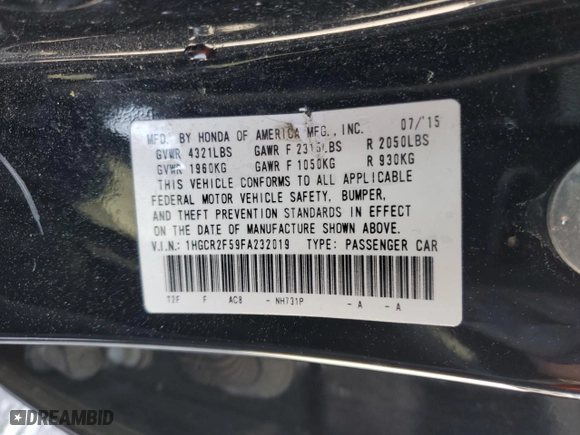 MFD. BY HONDA OF AMERICA MFG., INC. 07/'15
GVWR 4321LBS GAWR F 2315LBS R 2050LBS
GVWR 1960KG GAWR F 1050KG R 930KG
THIS VEHICLE CONFORMS TO ALL APPLICABLE
FEDERAL MOTOR VEHICLE SAFETY, BUMPER,
AND THEFT PREVENTION STANDARDS IN EFFECT
ON THE DATE OF MANUFACTURE SHOWN ABOVE.
V.I.N.: 1HGCR2F59FA232019 TYPE: PASSENGER CAR
T2F F AC8 - NH731P - A - A
DREAMBID